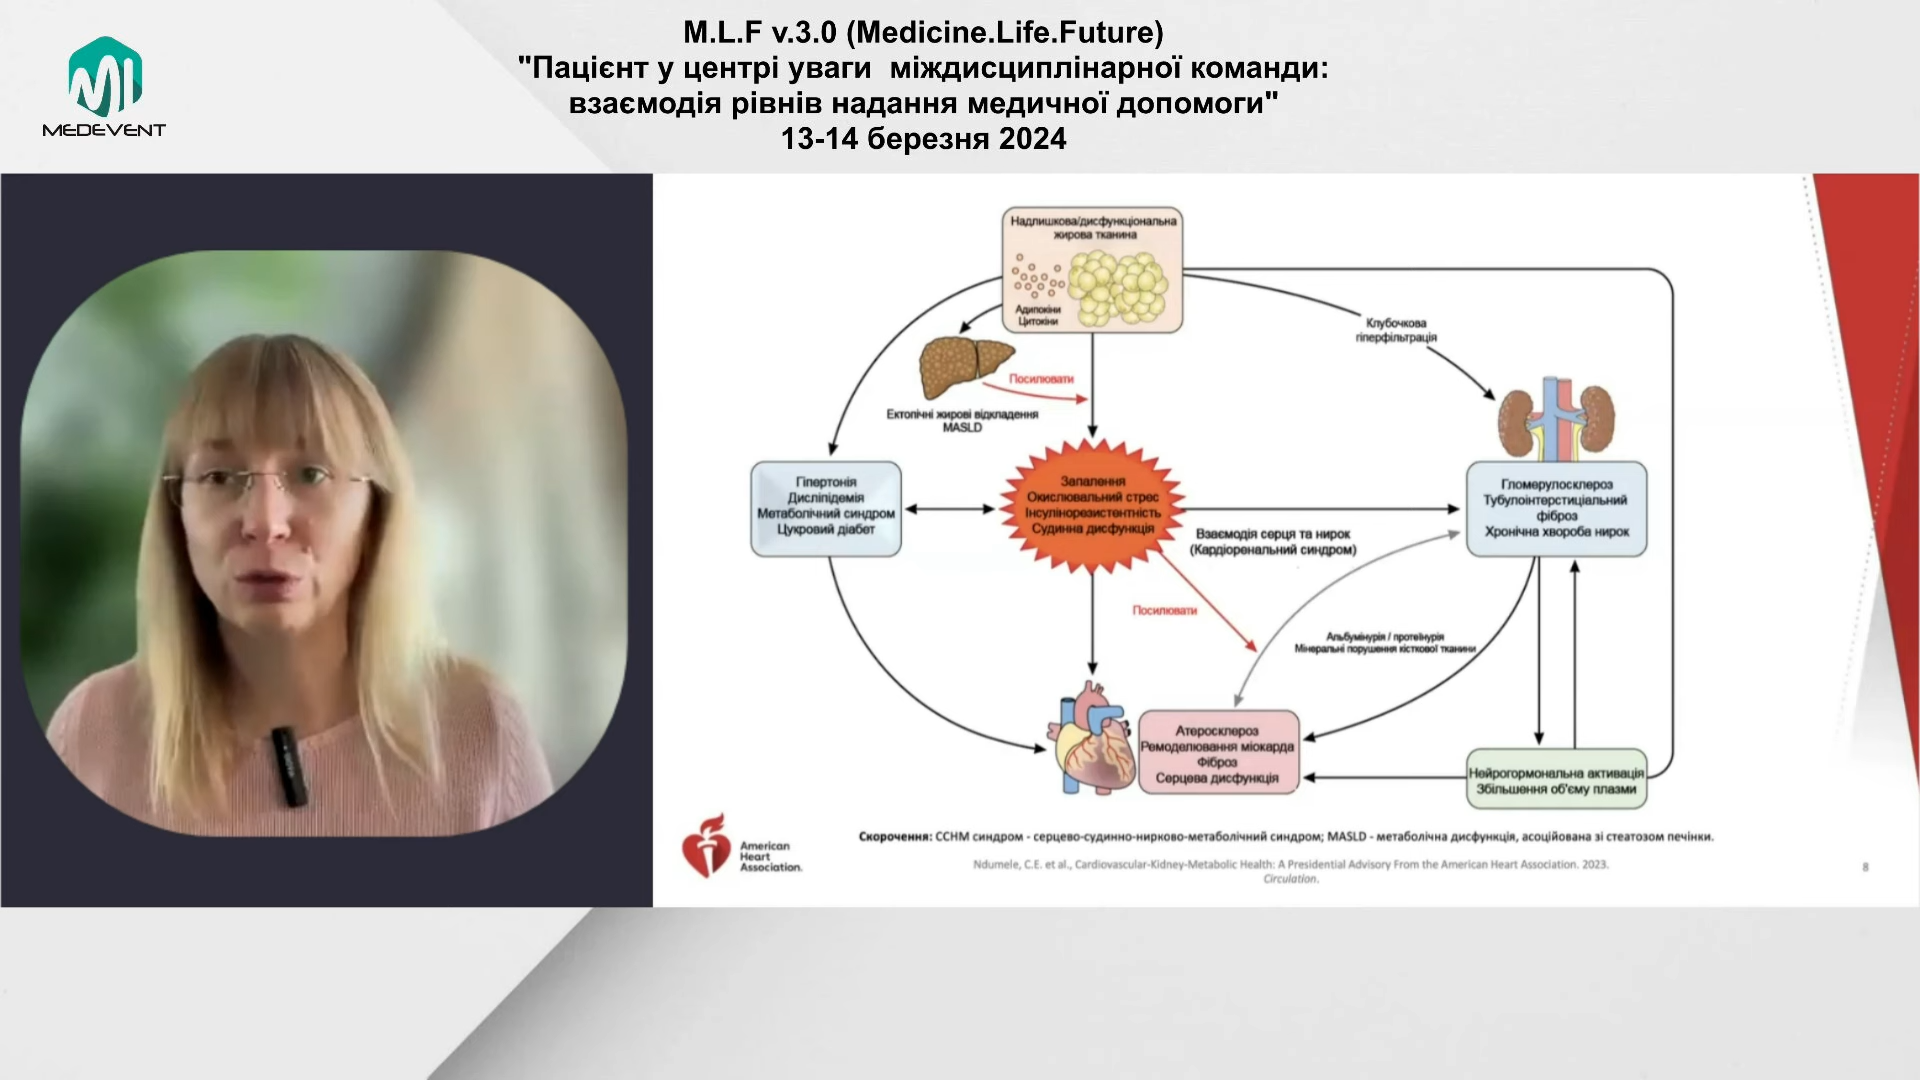 M.L.F v.3.0 (Medicine.Life.Future)
"Пацієнт у центрі уваги міждисциплінарної команди:
взаємодія рівнів надання медичної допомоги"
13-14 березня 2024
MEDEVENT
Надлишкова/дисфункціональна
жирова тканина
Адипокіни
Цитокіни
Клубочкова
гіперфільтрація
Посилювати
Ектопічні жирові відкладення
MASLD
Гіпертонія
Дисліпідемія
Метаболічний синдром
Цукровий діабет
Запалення
Окислювальний стрес
Інсулінорезистентність
Судинна дисфункція
Гломерулосклероз
Тубулоінтерстиціальний
фіброз
Хронічна хвороба нирок
Взаємодія серця та нирок
(Кардіоренальний синдром)
Посилювати
Альбумінурія / протеїнурія
Мінеральні порушення кісткової тканини
Атеросклероз
Ремоделювання міокарда
Фіброз
Серцева дисфункція
Нейрогормональна активація
Збільшення об'єму плазми
Скорочення: ССНМ синдром - серцево-судинно-нирково-метаболічний синдром; MASLD - метаболічна дисфункція, асоційована зі стеатозом печінки.
American
Heart
Association.
Ndumele, C.E. et al., Cardiovascular-Kidney-Metabolic Health: A Presidential Advisory From the American Heart Association. 2023.
Circulation.
8